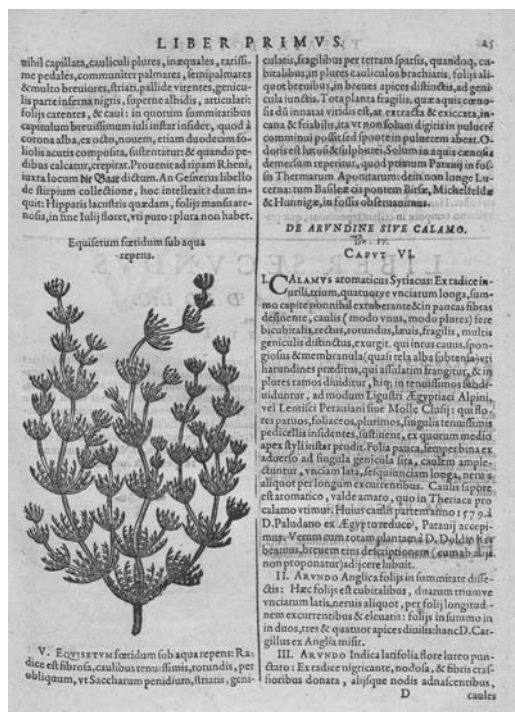 LIBER PRIMVS.
25
nihil capillata, cauliculi plures, inæquales, rarissi-
me pedales, communiter palmares, semipalmares
& multo breuiores, striati, pallide virentes, genicu-
lis parte inferna nigris, superne albidis, articulati:
folijs carentes, & caui: in quorum summitatibus
capitulum breuissimum iuli instar insidet, quod à
corona alba, ex octo, nouem, etiam duodecim fo-
liolis acutis composita, sustentatur: & quando pe-
dibus calcatur, crepitat. Prouenit ad ripam Rheni,
iuxta locum die Baar dictum. An Gesnerus libello
de stirpium collectione, hoc intellexit? dum in-
quit: Hipparis lacustris quædam, folijs mansu are-
nosis, in fine Iulij floret, vti puto: plura non habet.
Equisetum fœtidum sub aqua
repens.
V. EQVISETVM fœtidum sub aqua repens: Ra-
dice est fibrosa, caulibus tenuissimis, rotundis, per
obliquum, vt Saccharum penidium, striatis, geni-
culatis, fragilibus per terram sparsis, quandoq, cu-
bitalibus, in plures cauliculos brachiatis. folijs ali-
quot breuibus, in breues apices distinctis, ad geni-
cula iunctis. Tota planta fragilis, quæ aquis cœno-
sis dū innatat viridis est, at extracta & exiccata, in-
cana & friabilis, ita vt non solum digitis in puluerē
comminui possit sed sponte in puluerem abeat. O-
doris est lutosi & sulphurei. Solum in aquis cœnosis
demersum reperitur, quod primum Patauij in fos-
sis Thermarum Aponitarum: dein non longe Lu-
cerna: tum Basileæ cis pontem Birsæ, Michelfeldæ
& Hunnigæ, in fossis obseruauimus.
DE ARVNDINE SIVE CALAMO.
CAPVT VI.
I. CALAMVS aromaticus Syriacus: Ex radice in-
utili, trium, quatuorve vnciarum longa, sum-
mo capite nonnihil extuberante & in paucas fibras
desinente, caulis (modo vnus, modo plures) fere
bicubitalis, rectus, rotundus, læuis, fragilis, multis
geniculis distinctus, exurgit. qui intus cauus, spon-
giosus & membranula (quasi tela alba subtensa) vti
harundines præditus, qui assulatim frangitur, & in
plures ramos diuiditur, hiq; in tenuissimos subdi-
uiduntur, ad modum Ligustri Ægyptiaci Alpini,
vel Lentisci Peruuiani siue Molle Clusij: qui flo-
res paruos, foliaceos, plurimos, singulis tenuissimis
pedicellis insidentes, sustinent, ex quorum medio
apex styli instar prodit. Folia pauca, semper bina ex
aduerso ad singula genicula sita, caulem ample-
ctuntur, vnciam lata, sesquiunciam longa, neruis
aliquot per longum excurrentibus. Caulis sapore
est aromatico, valde amaro, quo in Theriaca pro
calamo vtimur. Huius caulis partem anno 1579. à
D. Paludano ex Ægypto reduce, Patauij accepi-
mus. Verum cum totam plantam à D. Doldio
beatimus, breuem eius descriptionem (cum ab alijs
non proponatur) adijcere lubuit.
II. ARVNDO Anglica folijs in summitate disse-
ctis: Hæc folijs est cubitalibus, duarum triumve
vnciarum latis, neruis aliquot, per folij longitudi-
nem excurrentibus & eleuatis: folijs in summo in
in duos, tres & quatuor apices diuisis: hanc D. Car-
gillus ex Anglia misit.
III. ARVNDO Indica latifolia flore luteo pun-
ctato: Ex radice nigricante, nodosa, & fibris cras-
sioribus donata, alijsque nodis adnascentibus,
D
caules